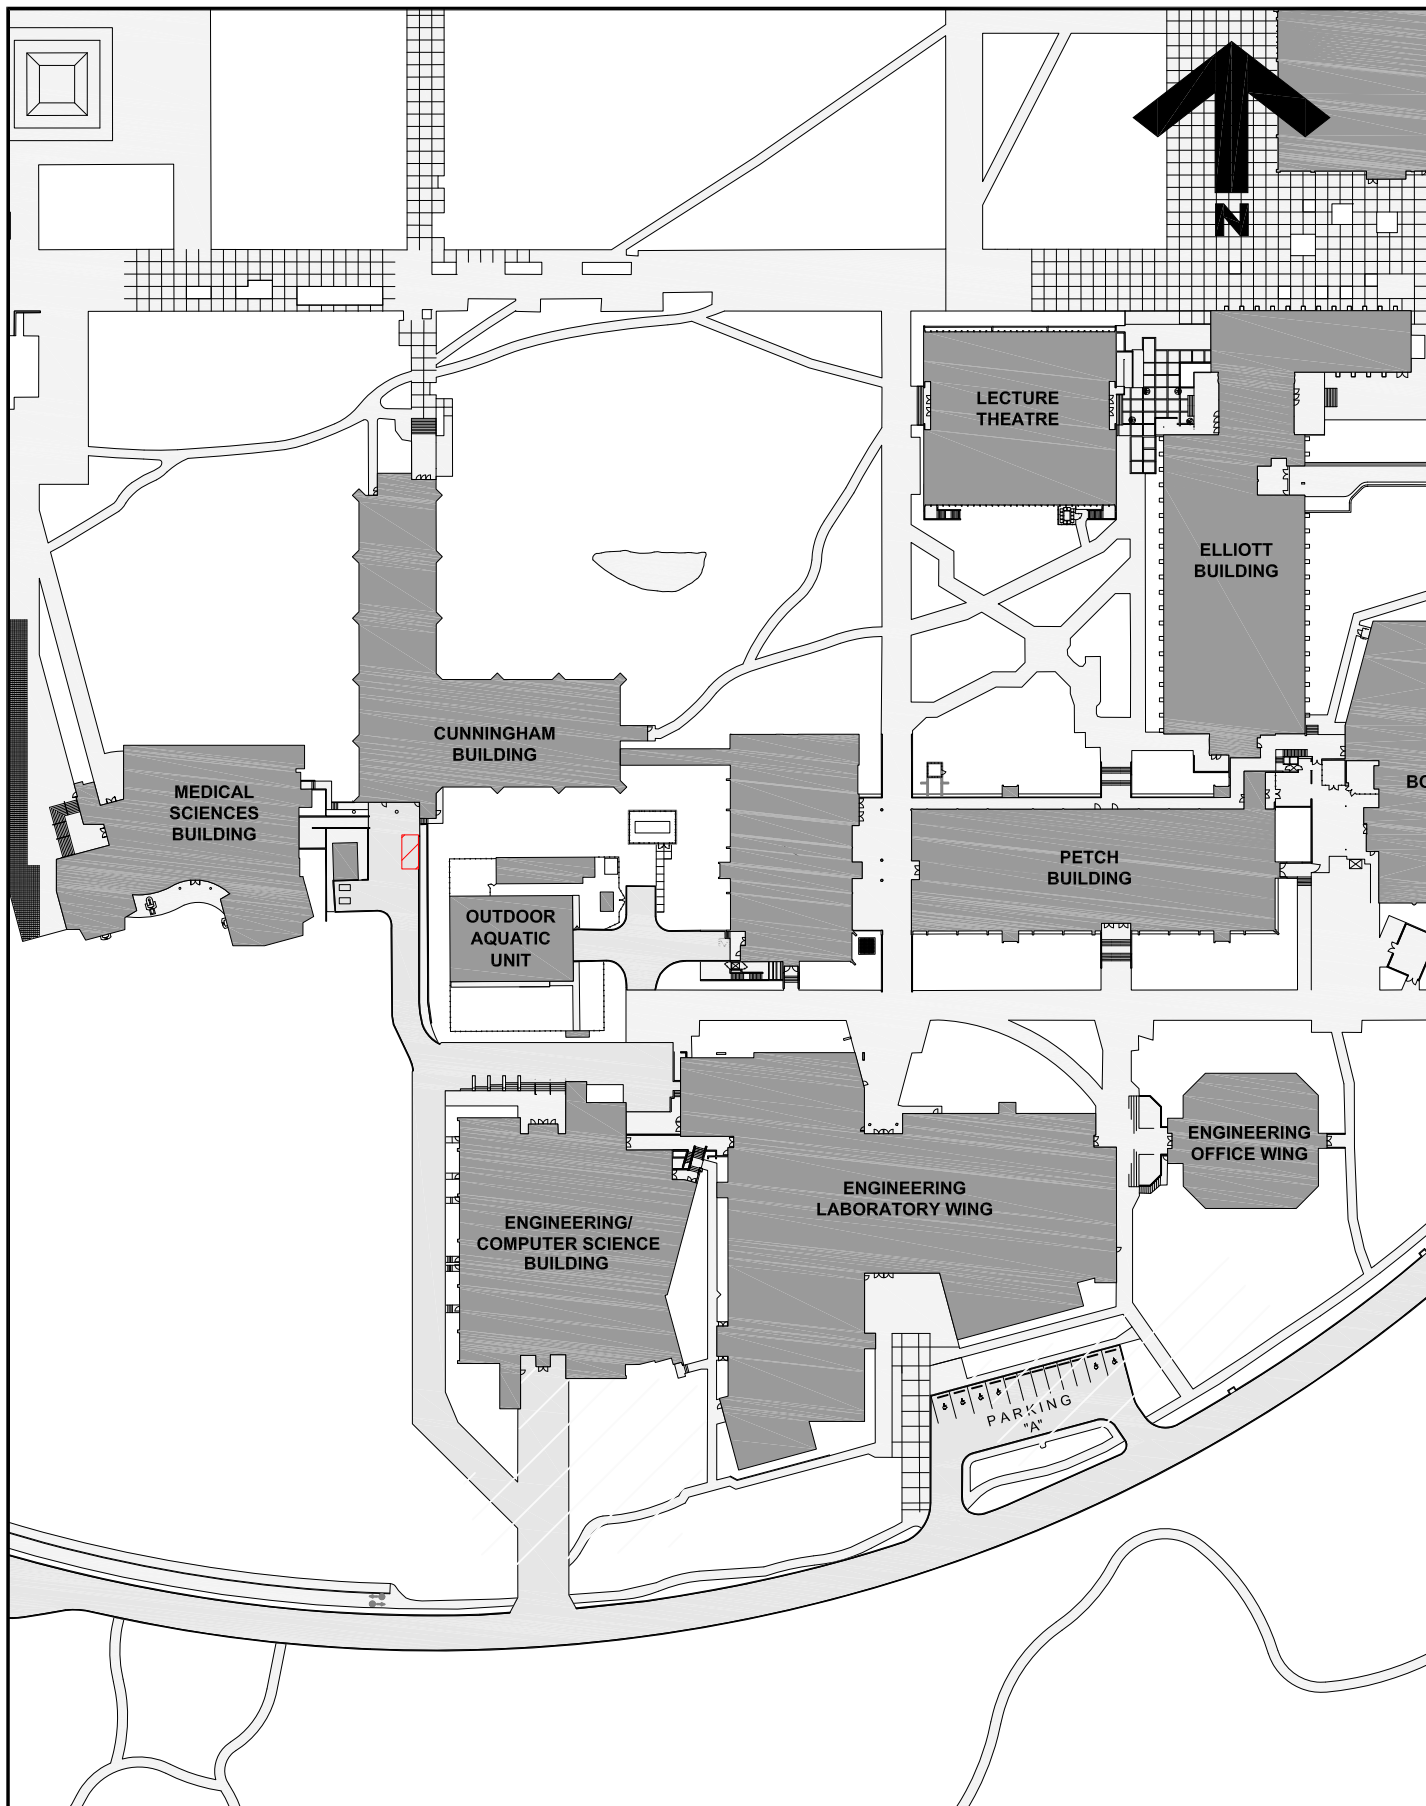 N
LECTURE
THEATRE
ELLIOTT
BUILDING
CUNNINGHAM
BUILDING
MEDICAL
SCIENCES
BUILDING
BO
PETCH
BUILDING
OUTDOOR
AQUATIC
UNIT
ENGINEERING
OFFICE WING
ENGINEERING
LABORATORY WING
ENGINEERING/
COMPUTER SCIENCE
BUILDING
PARKING
"A"